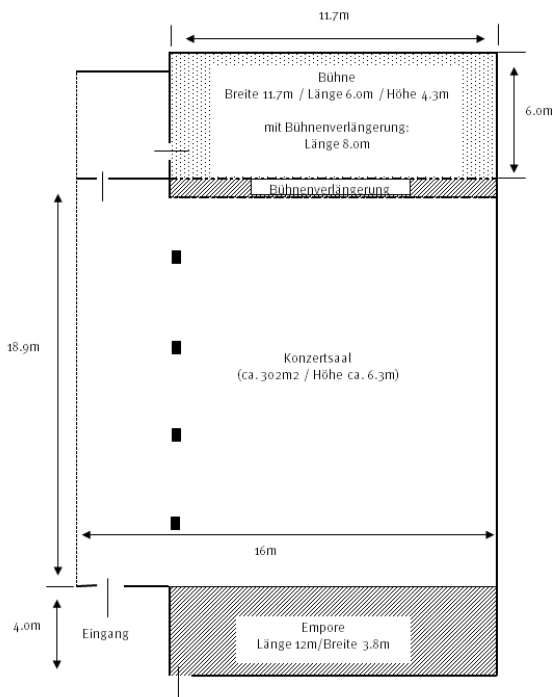 11.7m
Bühne
Breite 11.7m / Länge 6.0m / Höhe 4.3m
mit Bühnenverlängerung:
Länge 8.0m
6.0m
Bühnenverlängerung
18.9m
Konzertsaal
(ca. 302m2 / Höhe ca. 6.3m)
16m
4.0m
Eingang
Empore
Länge 12m/Breite 3.8m